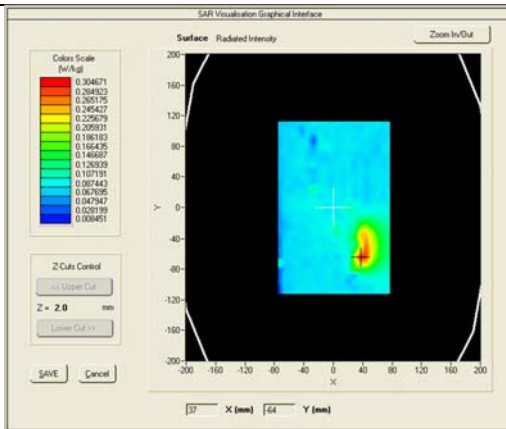 SAR Visualisation Graphical Interface
Surface Radiated Intensity
Zoom In/Out
Colors Scale
(W/kg)
0.304671
0.284923
0.265175
0.245427
0.225679
0.205931
0.186183
0.166435
0.146687
0.126939
0.107191
0.087443
0.067695
0.047947
0.028199
0.008451
Z-Cuts Control
<< Upper Cut
Z = 2.0 mm
Lower Cut >>
SAVE Cancel
200
160
120
80
40
0
-40
-80
-120
-160
-200
Y
-200 -160 -120 -80 -40 0 40 80 120 160 200
X
37 X (mm) -64 Y (mm)